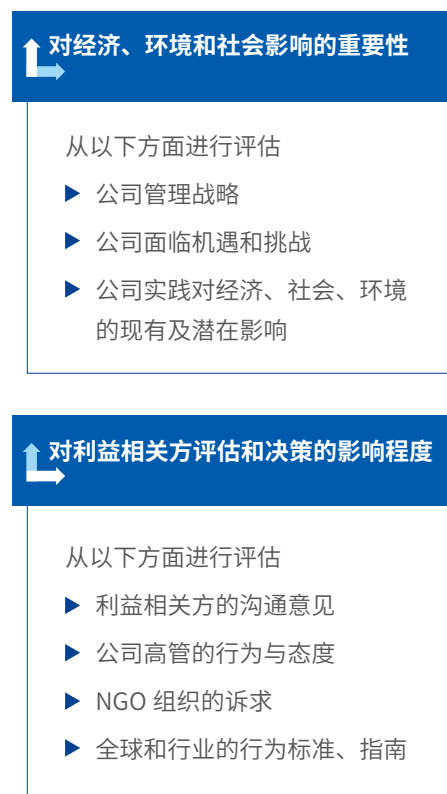 对经济、环境和社会影响的重要性
从以下方面进行评估
公司管理战略
公司面临机遇和挑战
公司实践对经济、社会、环境
的现有及潜在影响
对利益相关方评估和决策的影响程度
从以下方面进行评估
利益相关方的沟通意见
公司高管的行为与态度
NGO 组织的诉求
全球和行业的行为标准、指南